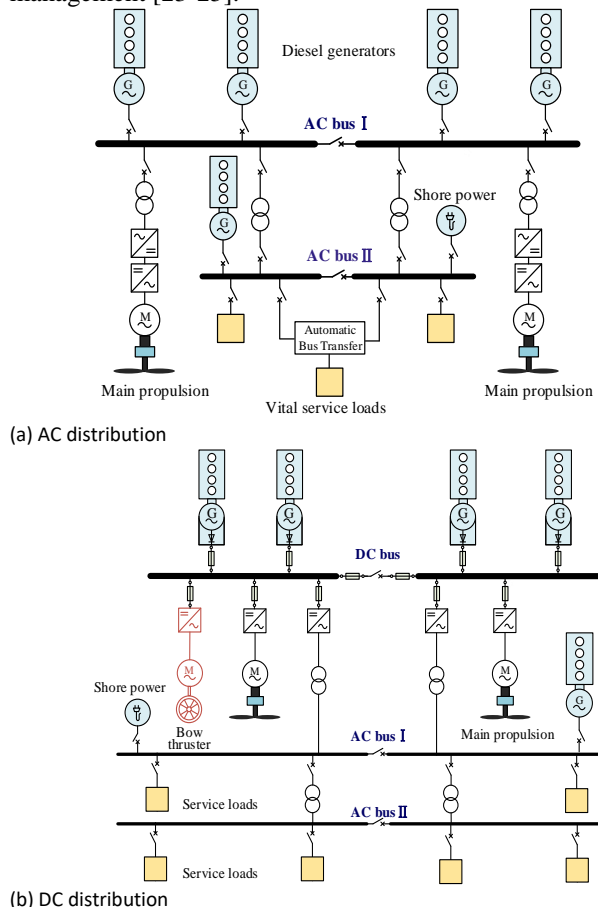 management [23-25].
Diesel generators
G
G
G
G
AC bus I
Shore power
G
AC bus II
M
Automatic
Bus Transfer
M
Main propulsion
Vital service loads
Main propulsion
(a) AC distribution
G
G
G
G
DC bus
M
M
M
G
Shore power
Bow
thruster
Main propulsion
AC bus I
Service loads
AC bus II
Service loads
(b) DC distribution